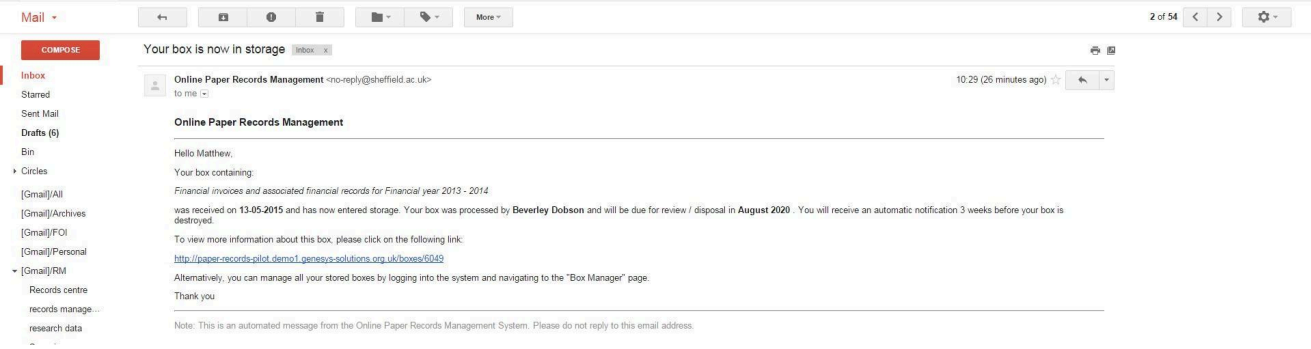 Mail
More
2 of 54
COMPOSE
Your box is now in storage Inbox x
Inbox
Starred
Sent Mail
Drafts (6)
Bin
Circles
[Gmail]/All
[Gmail]/Archives
[Gmail]/FOI
[Gmail]/Personal
[Gmail]/RM
Records centre
records manage...
research data
Online Paper Records Management <no-reply@sheffield.ac.uk>
10:29 (26 minutes ago)
to me
Online Paper Records Management
Hello Matthew,
Your box containing:
Financial invoices and associated financial records for Financial year 2013 - 2014
was received on 13-05-2015 and has now entered storage. Your box was processed by Beverley Dobson and will be due for review / disposal in August 2020 . You will receive an automatic notification 3 weeks before your box is
destroyed.
To view more information about this box, please click on the following link:
http://paper-records-pilot.demo1.genesys-solutions.org.uk/boxes/6049
Alternatively, you can manage all your stored boxes by logging into the system and navigating to the "Box Manager" page.
Thank you
Note: This is an automated message from the Online Paper Records Management System. Please do not reply to this email address.